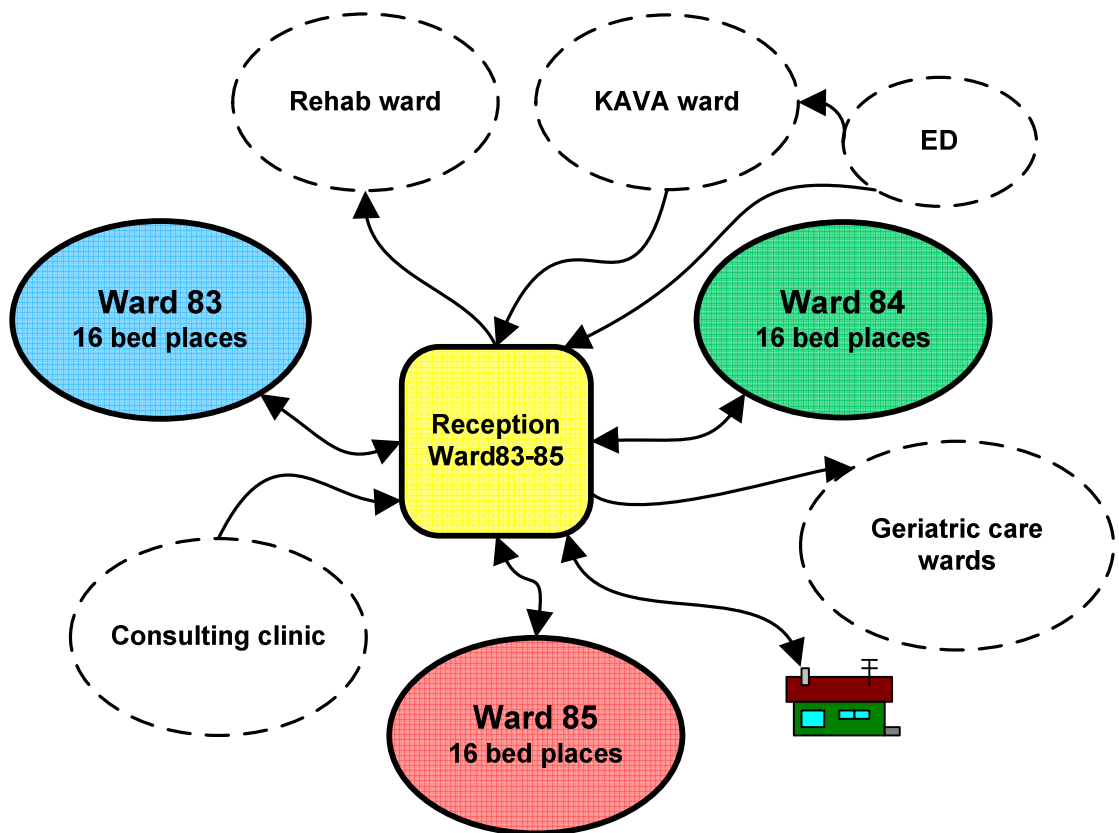 Rehab ward
KAVA ward
ED
Ward 83
16 bed places
Ward 84
16 bed places
Reception
Ward83-85
Geriatric care
wards
Consulting clinic
Ward 85
16 bed places